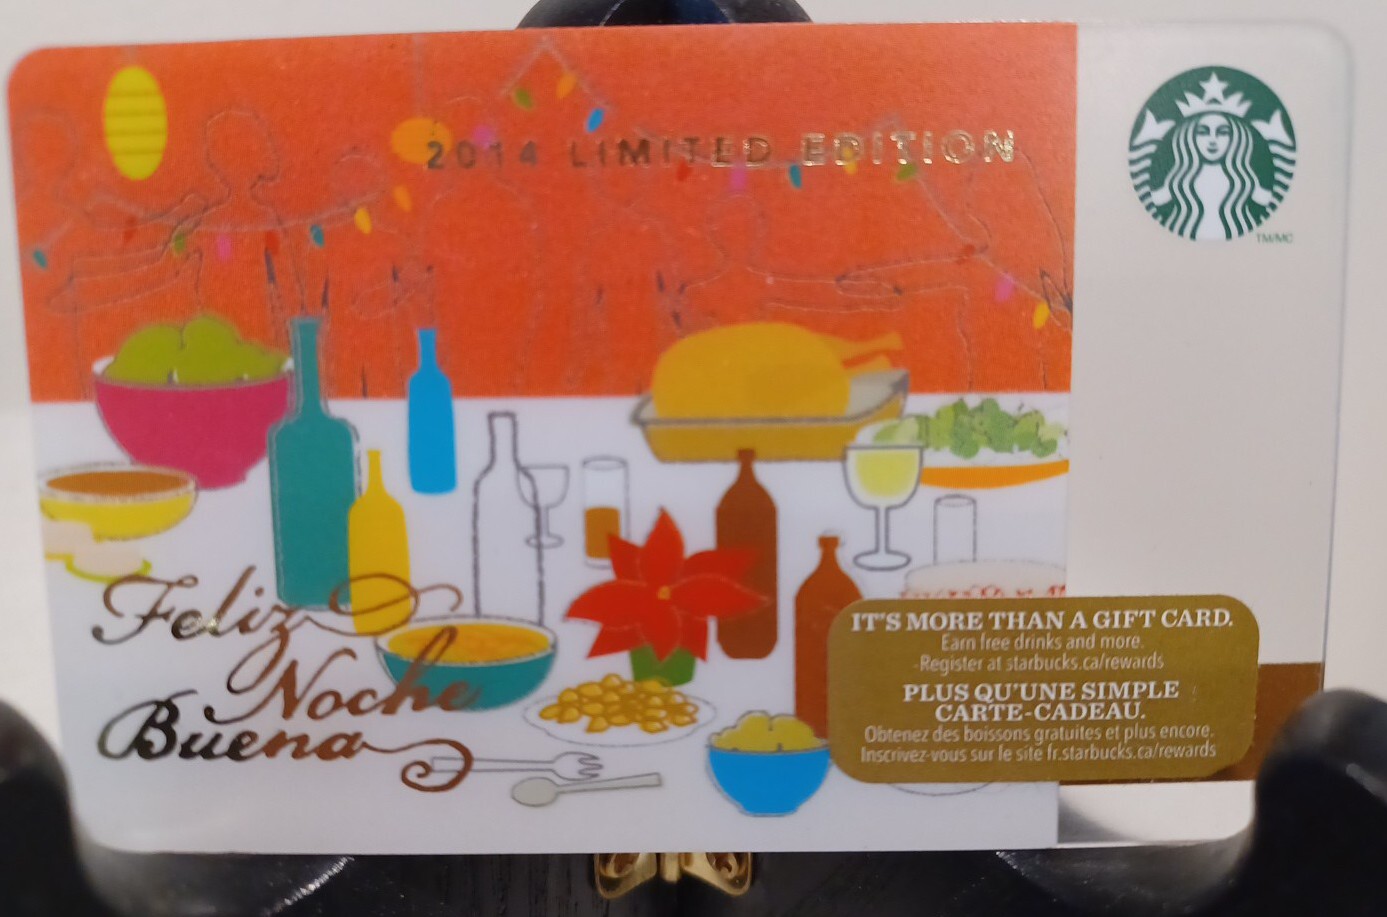 2014 LIMITED EDITION
TM/MC
Feliz
Noche
Buena
IT'S MORE THAN A GIFT CARD.
Earn free drinks and more.
Register at starbucks.ca/rewards
PLUS QU'UNE SIMPLE
CARTE-CADEAU.
Obtenez des boissons gratuites et plus encore.
Inscrivez-vous sur le site fr.starbucks.ca/rewards